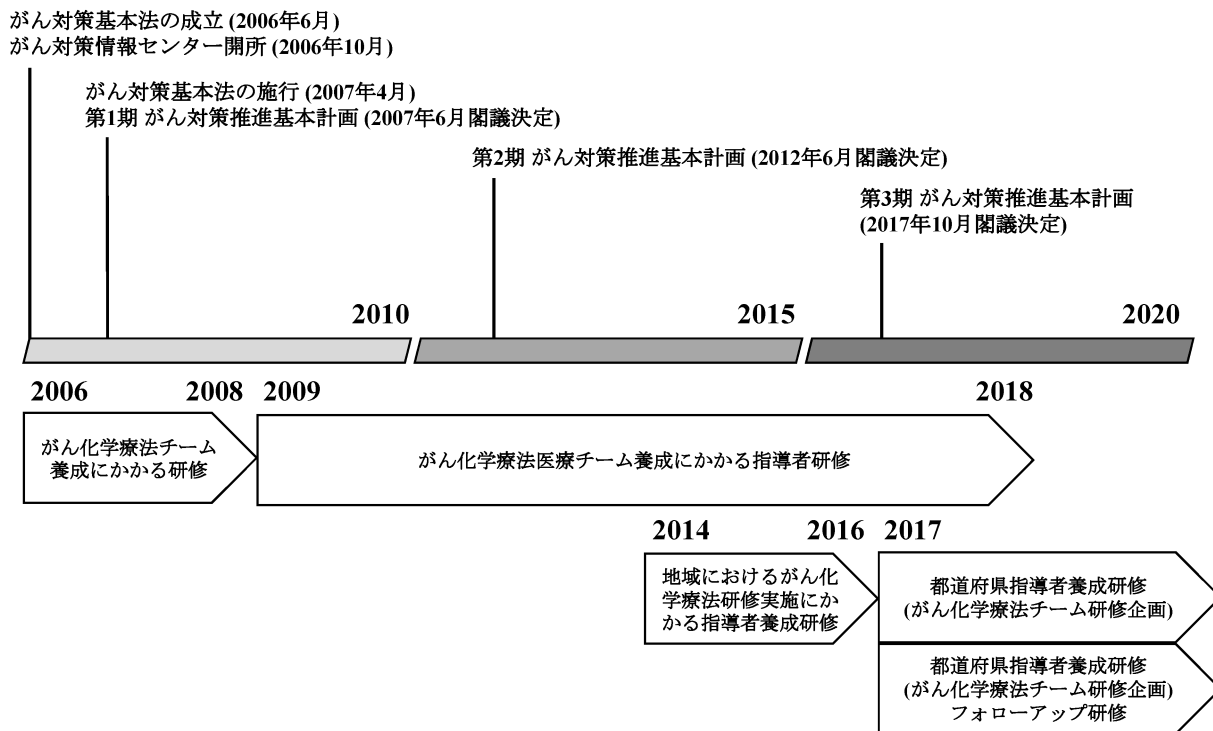 がん対策基本法の成立 (2006年6月)
がん対策情報センター開所 (2006年10月)
がん対策基本法の施行 (2007年4月)
第1期 がん対策推進基本計画 (2007年6月閣議決定)
第2期 がん対策推進基本計画 (2012年6月閣議決定)
第3期 がん対策推進基本計画
(2017年10月閣議決定)
2010
2015
2020
2006
2008
2009
2018
がん化学療法チーム
養成にかかる研修
がん化学療法医療チーム養成にかかる指導者研修
2014
2016
2017
地域におけるがん化
学療法研修実施にか
かる指導者養成研修
都道府県指導者養成研修
(がん化学療法チーム研修企画)
都道府県指導者養成研修
(がん化学療法チーム研修企画)
フォローアップ研修